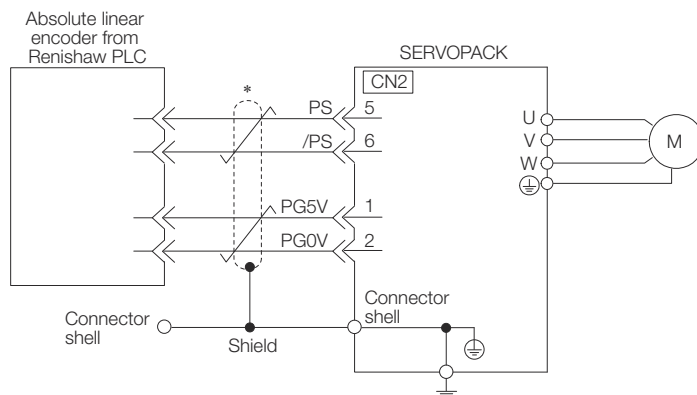 Absolute linear
encoder from
Renishaw PLC
SERVOPACK
*
CN2
PS
5
/PS
6
PG5V
1
PG0V
2
U
V
W
M
Connector
shell
Shield
Connector
shell